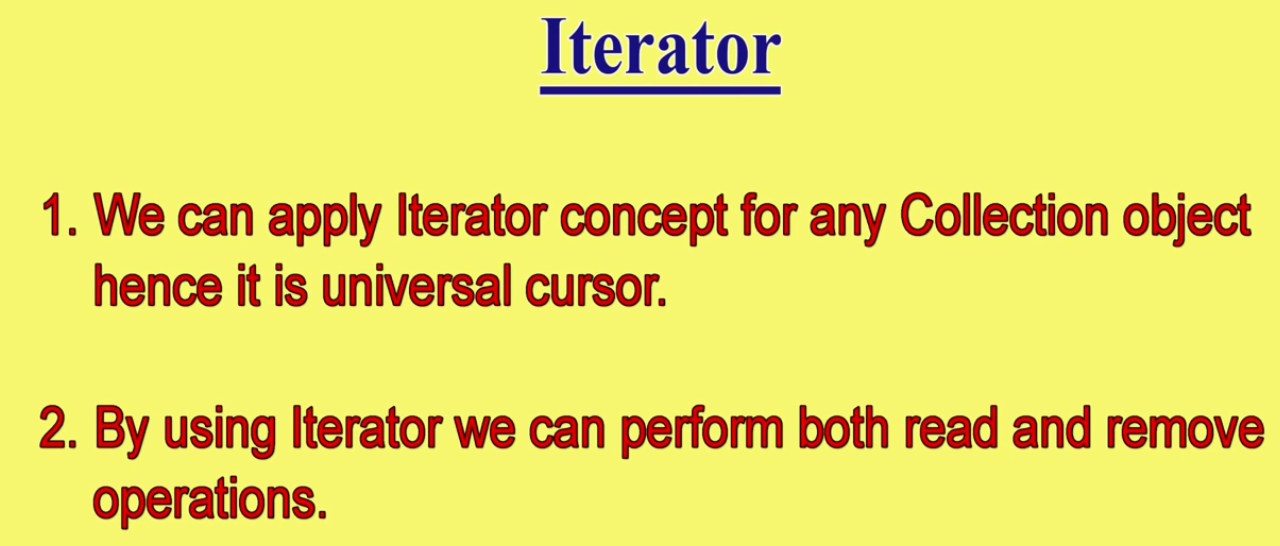 Iterator
1. We can apply Iterator concept for any Collection object
hence it is universal cursor.
2. By using Iterator we can perform both read and remove
operations.